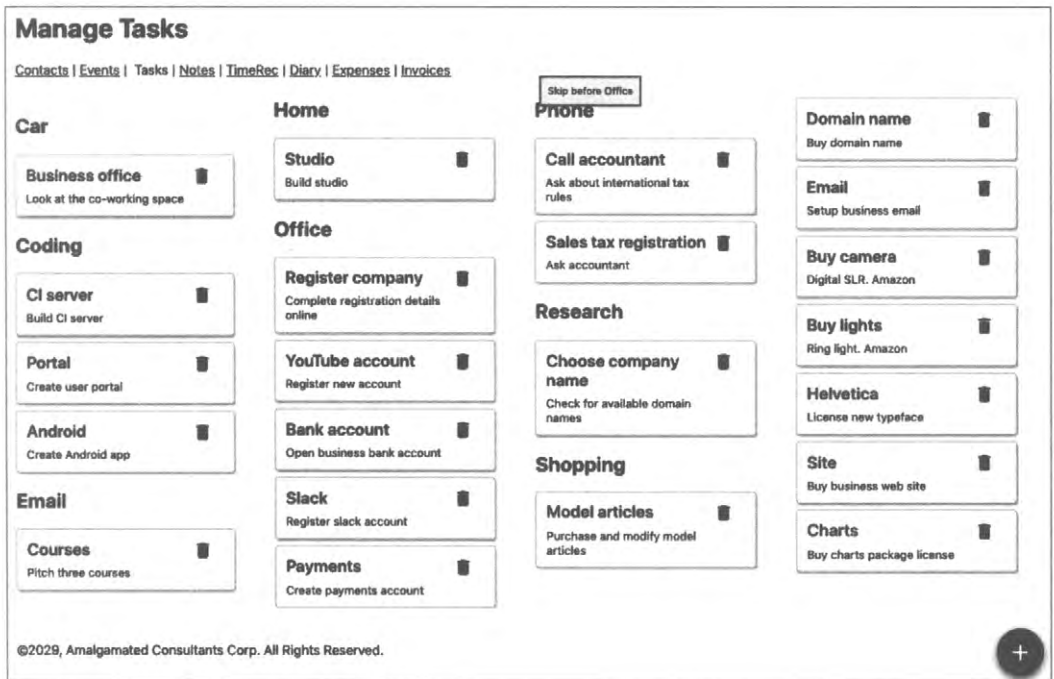 Manage Tasks
Contacts | Events | Tasks | Notes | TimeRec | Diary | Expenses | Invoices
Car
Business office
Look at the co-working space
Coding
CI server
Build CI server
Portal
Create user portal
Android
Create Android app
Email
Courses
Pitch three courses
Home
Studio
Build studio
Office
Register company
Complete registration details
online
YouTube account
Register new account
Bank account
Open business bank account
Slack
Register slack account
Payments
Create payments account
Skip before Office
Phone
Call accountant
Ask about international tax
rules
Sales tax registration
Ask accountant
Research
Choose company
name
Check for available domain
names
Shopping
Model articles
Purchase and modify model
articles
Domain name
Buy domain name
Email
Setup business email
Buy camera
Digital SLR. Amazon
Buy lights
Ring light. Amazon
Helvetica
License new typeface
Site
Buy business web site
Charts
Buy charts package license
©2029, Amalgamated Consultants Corp. All Rights Reserved.
+